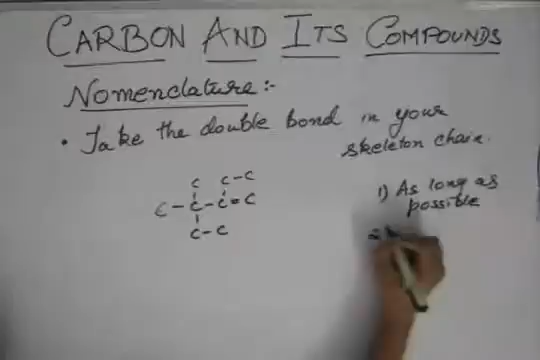 CARBON AND ITS COMPOUNDS
Nomenclature:-
• Take the double bond in your
skeleton chain.
1) As long as
possible
C C-C
C-C-C=C
C-C